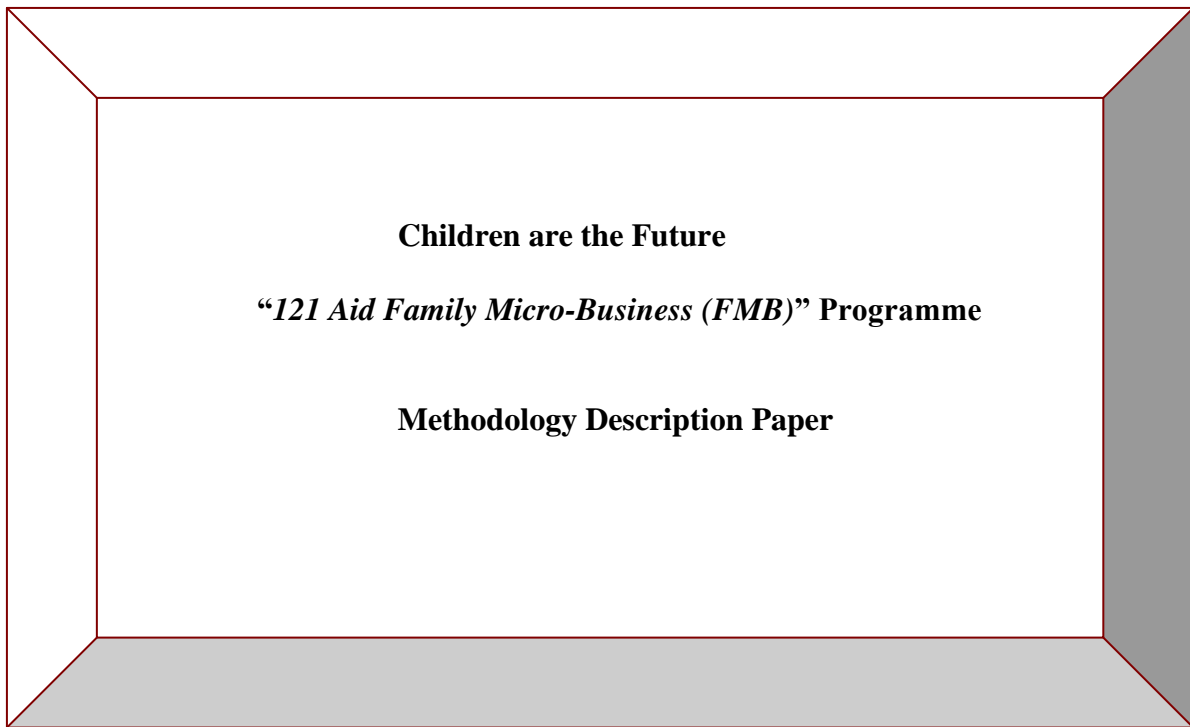 Children are the Future
“121 Aid Family Micro-Business (FMB)” Programme
Methodology Description Paper